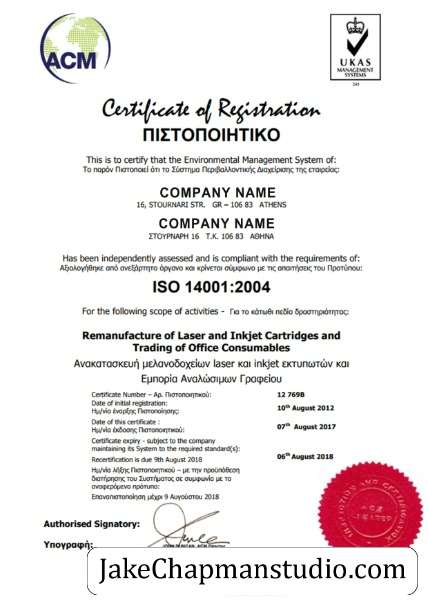 ACM
UKAS
MANAGEMENT
SYSTEMS
Certificate of Registration
ΠΙΣΤΟΠΟΙΗΤΙΚΟ
This is to certify that the Environmental Management System of:
Το παρόν Πιστοποιεί ότι το Σύστημα Περιβαλλοντικής Διαχείρισης της εταιρείας:
COMPANY NAME
16, STOURNARI STR. GR – 106 83 ATHENS
COMPANY NAME
ΣΤΟΥΡΝΑΡΗ 16 Τ.Κ. 106 83 ΑΘΗΝΑ
Has been independently assessed and is compliant with the requirements of:
Αξιολογήθηκε από ανεξάρτητο όργανο και κρίνεται σύμφωνο με τις απαιτήσεις του Προτύπου:
ISO 14001:2004
For the following scope of activities - Για το κάτωθι πεδίο δραστηριότητας:
Remanufacture of Laser and Inkjet Cartridges and
Trading of Office Consumables
Ανακατασκευή μελανοδοχείων laser και inkjet εκτυπωτών και
Εμπορία Αναλώσιμων Γραφείου
Certificate Number – Αρ. Πιστοποιητικού: 12 769B
Date of initial registration: 10th August 2012
Ημ/νία έναρξης Πιστοποίησης:
Date of this certificate : 07th August 2017
Ημ/νία έκδοσης Πιστοποιητικού:
Certificate expiry - subject to the company
maintaining its System to the required standard(s): 06th August 2018
Recertification is due 9th August 2018
Ημ/νία λήξης Πιστοποιητικού – με την προϋπόθεση
διατήρησης του Συστήματος σε συμφωνία με το
αναφερόμενο πρότυπο:
Επαναπιστοποίηση μέχρι 9 Αυγούστου 2018
Authorised Signatory:
Υπογραφή:
JakeChapmanstudio.com